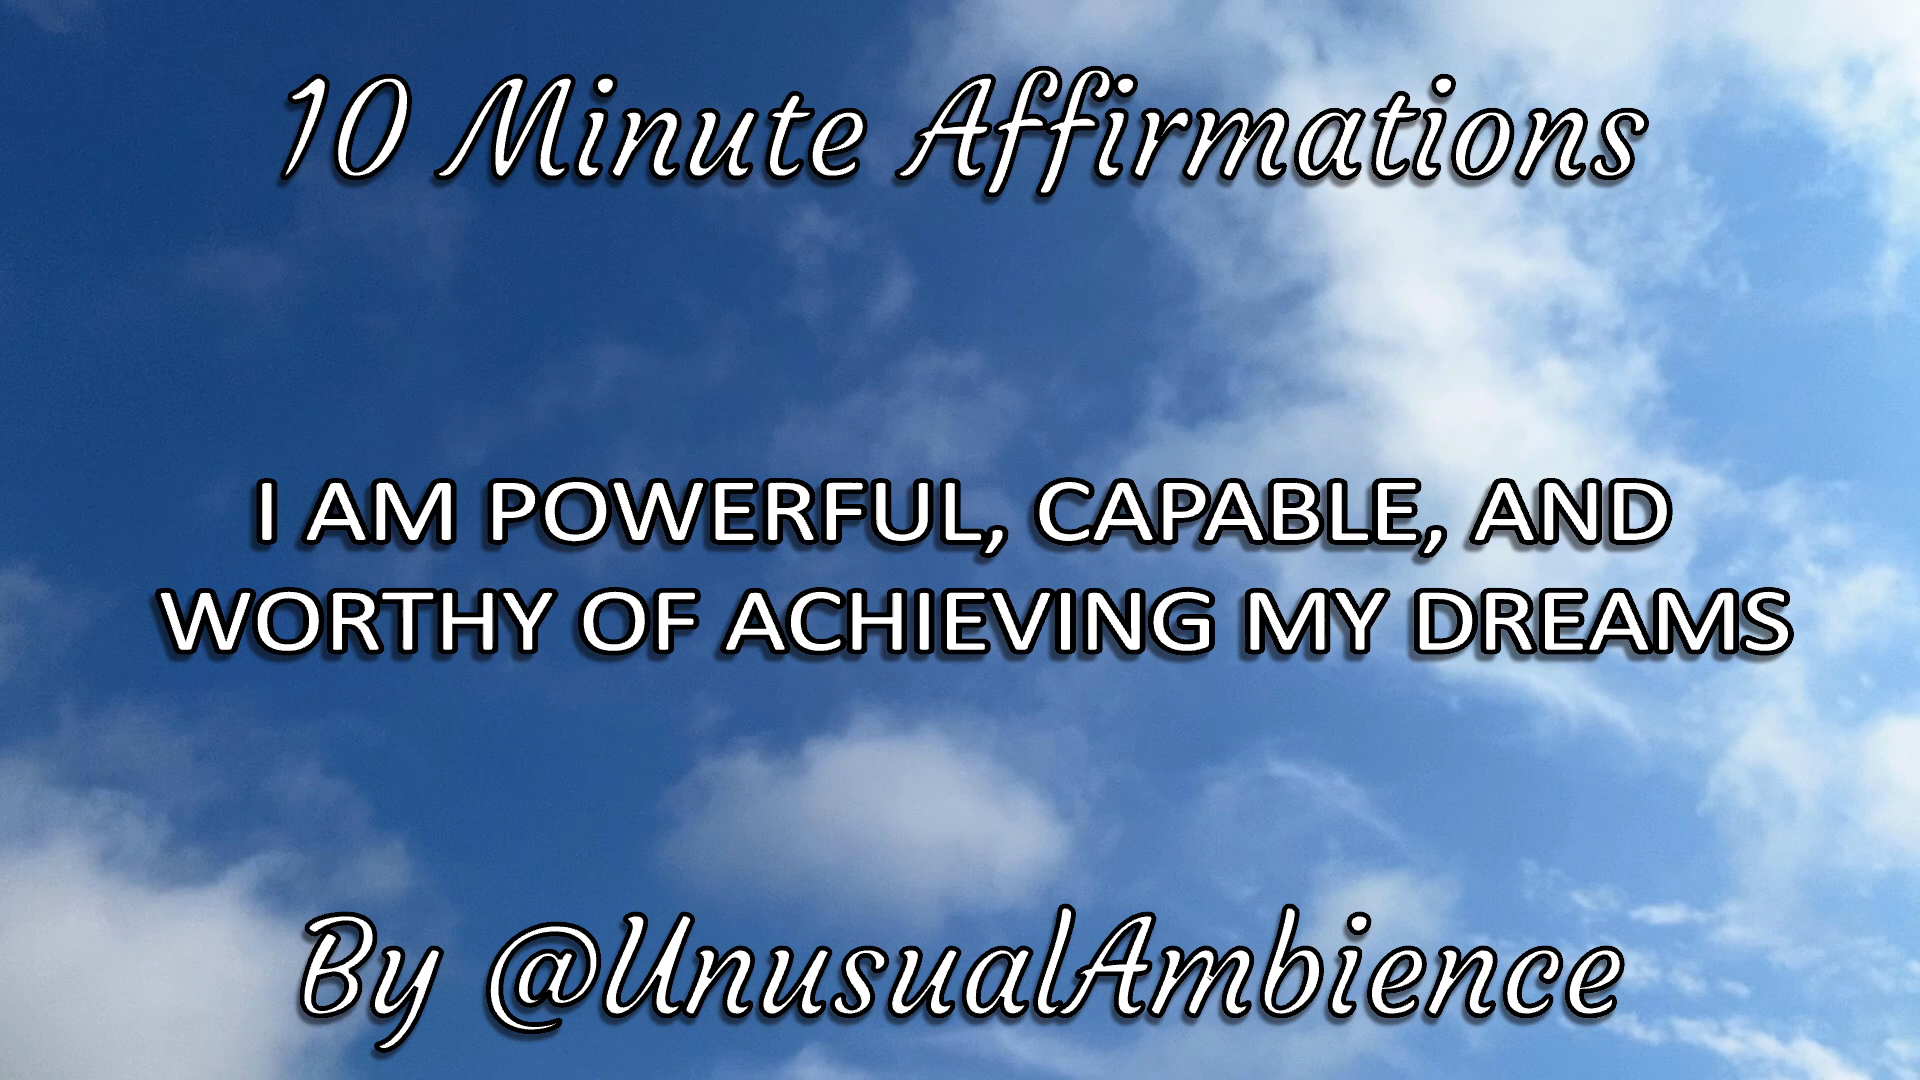 10 Minute Affirmations
I AM POWERFUL, CAPABLE, AND
WORTHY OF ACHIEVING MY DREAMS
By @UnusualAmbience